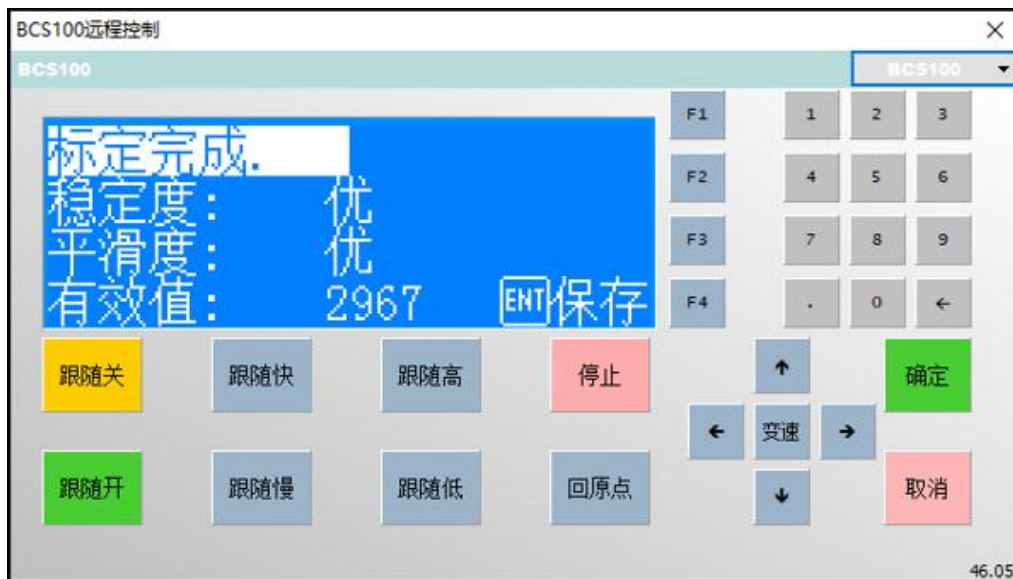 BCS100远程控制
BCS100 BCS100
标定完成.
稳定度: 优
平滑度: 优
有效值: 2967 ENT保存
F1 1 2 3
F2 4 5 6
F3 7 8 9
F4 . 0 ←
跟随关 跟随快 跟随高 停止 ↑ 确定
← 变速 →
跟随开 跟随慢 跟随低 回原点 ↓ 取消
46.05